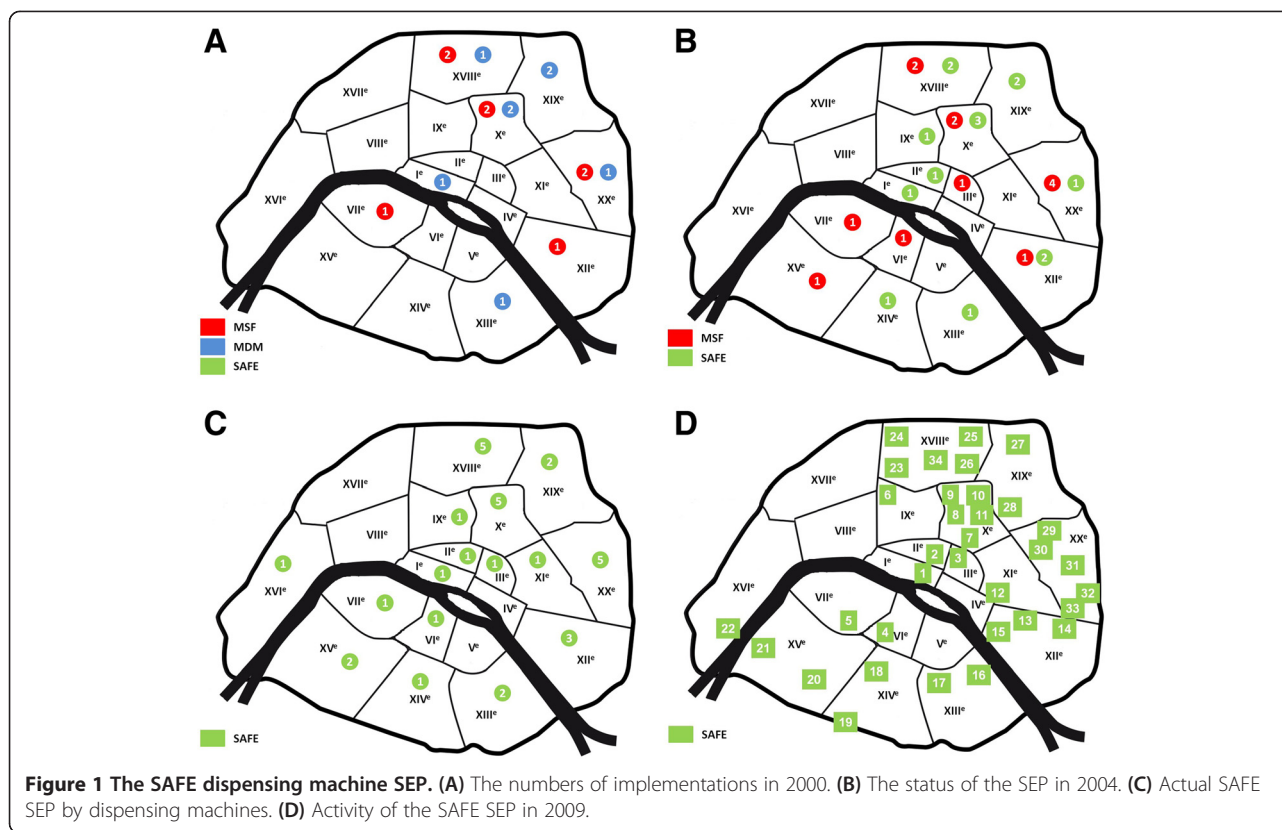 A
2 1
XVIIIᵉ
2
XIXᵉ
XVIIᵉ
2 2
Xᵉ
IXᵉ
VIIIᵉ
IIᵉ
Iᵉ
1
IIIᵉ
XIᵉ
2 1
XXᵉ
XVIᵉ
VIIᵉ 1
IVᵉ
VIᵉ
Vᵉ
1
XIIᵉ
XVᵉ
XIVᵉ
1
XIIIᵉ
MSF
MDM
SAFE
B
2 2
XVIIIᵉ
2
XIXᵉ
XVIIᵉ
2 3
Xᵉ
IXᵉ 1
VIIIᵉ
IIᵉ 1
Iᵉ
1
1
IIIᵉ
XIᵉ
4 1
XXᵉ
XVIᵉ
VIIᵉ 1
IVᵉ
1
VIᵉ
Vᵉ
1 2
XIIᵉ
XVᵉ
1
1
XIVᵉ
1
XIIIᵉ
MSF
SAFE
C
5
XVIIIᵉ
2
XIXᵉ
XVIIᵉ
5
Xᵉ
IXᵉ 1
VIIIᵉ
IIᵉ 1
Iᵉ
1
1
IIIᵉ
1
XIᵉ
5
XXᵉ
1
XVIᵉ
VIIᵉ 1
IVᵉ
1
VIᵉ
Vᵉ
3
XIIᵉ
XVᵉ
2
1
XIVᵉ
2
XIIIᵉ
SAFE
D
24 XVIIIᵉ 25
27
23 34 26
XIXᵉ
XVIIᵉ
6
9 10
28
IXᵉ
8 11
Xᵉ
VIIIᵉ
7
29
XXᵉ
30
IIᵉ
2
3
31
Iᵉ
1
IIIᵉ
XIᵉ
XVIᵉ
12
32
VIIᵉ
IVᵉ
33
5
4
VIᵉ
Vᵉ
15
13
14
XIIᵉ
22
21
XVᵉ
20
18
XIVᵉ
17
16
XIIIᵉ
19
SAFE
Figure 1 The SAFE dispensing machine SEP. (A) The numbers of implementations in 2000. (B) The status of the SEP in 2004. (C) Actual SAFE
SEP by dispensing machines. (D) Activity of the SAFE SEP in 2009.